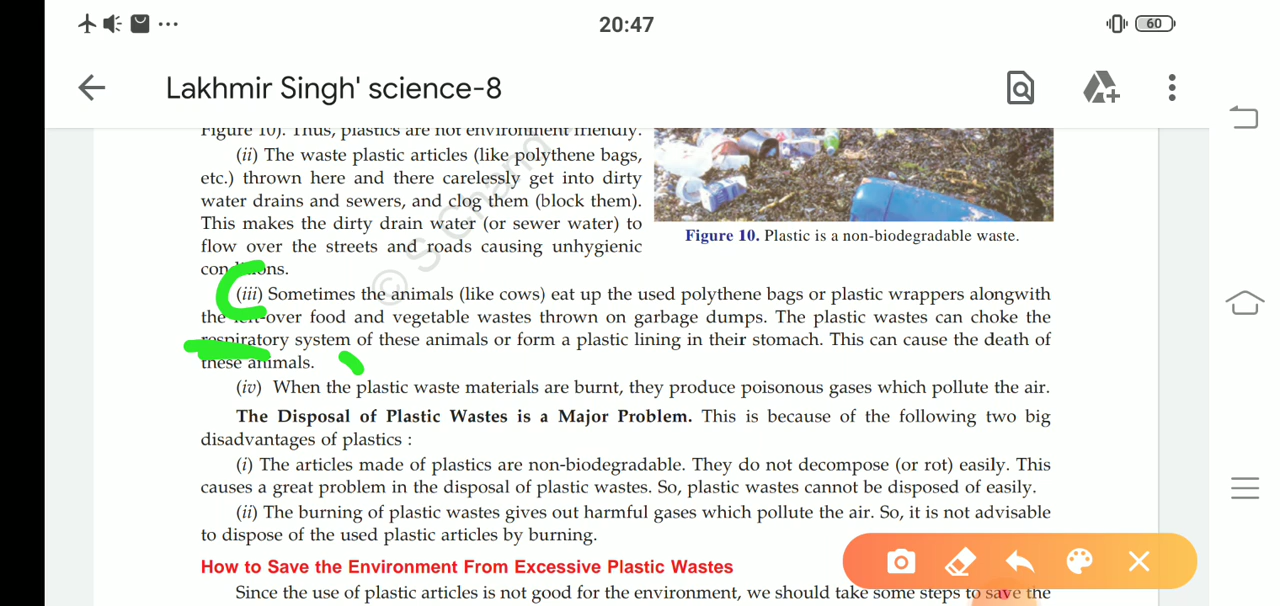 20:47
60
Lakhmir Singh' science-8
Figure 10). Thus, plastics are not environment friendly.
(ii) The waste plastic articles (like polythene bags,
etc.) thrown here and there carelessly get into dirty
water drains and sewers, and clog them (block them).
This makes the dirty drain water (or sewer water) to
flow over the streets and roads causing unhygienic
conditions.
Figure 10. Plastic is a non-biodegradable waste.
© S Chand
(iii) Sometimes the animals (like cows) eat up the used polythene bags or plastic wrappers alongwith
the left-over food and vegetable wastes thrown on garbage dumps. The plastic wastes can choke the
respiratory system of these animals or form a plastic lining in their stomach. This can cause the death of
these animals.
(iv) When the plastic waste materials are burnt, they produce poisonous gases which pollute the air.
The Disposal of Plastic Wastes is a Major Problem. This is because of the following two big
disadvantages of plastics :
(i) The articles made of plastics are non-biodegradable. They do not decompose (or rot) easily. This
causes a great problem in the disposal of plastic wastes. So, plastic wastes cannot be disposed of easily.
(ii) The burning of plastic wastes gives out harmful gases which pollute the air. So, it is not advisable
to dispose of the used plastic articles by burning.
How to Save the Environment From Excessive Plastic Wastes
Since the use of plastic articles is not good for the environment, we should take some steps to save the